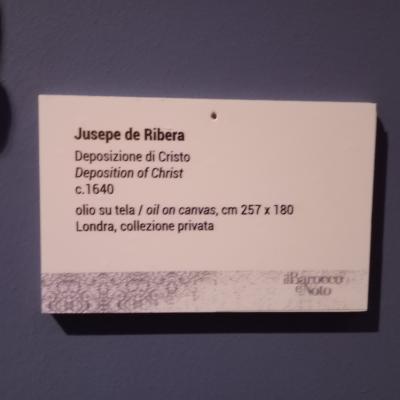 Jusepe de Ribera
Deposizione di Cristo
Deposition of Christ
c.1640
olio su tela / oil on canvas, cm 257 x 180
Londra, collezione privata
il Barocco
è Noto